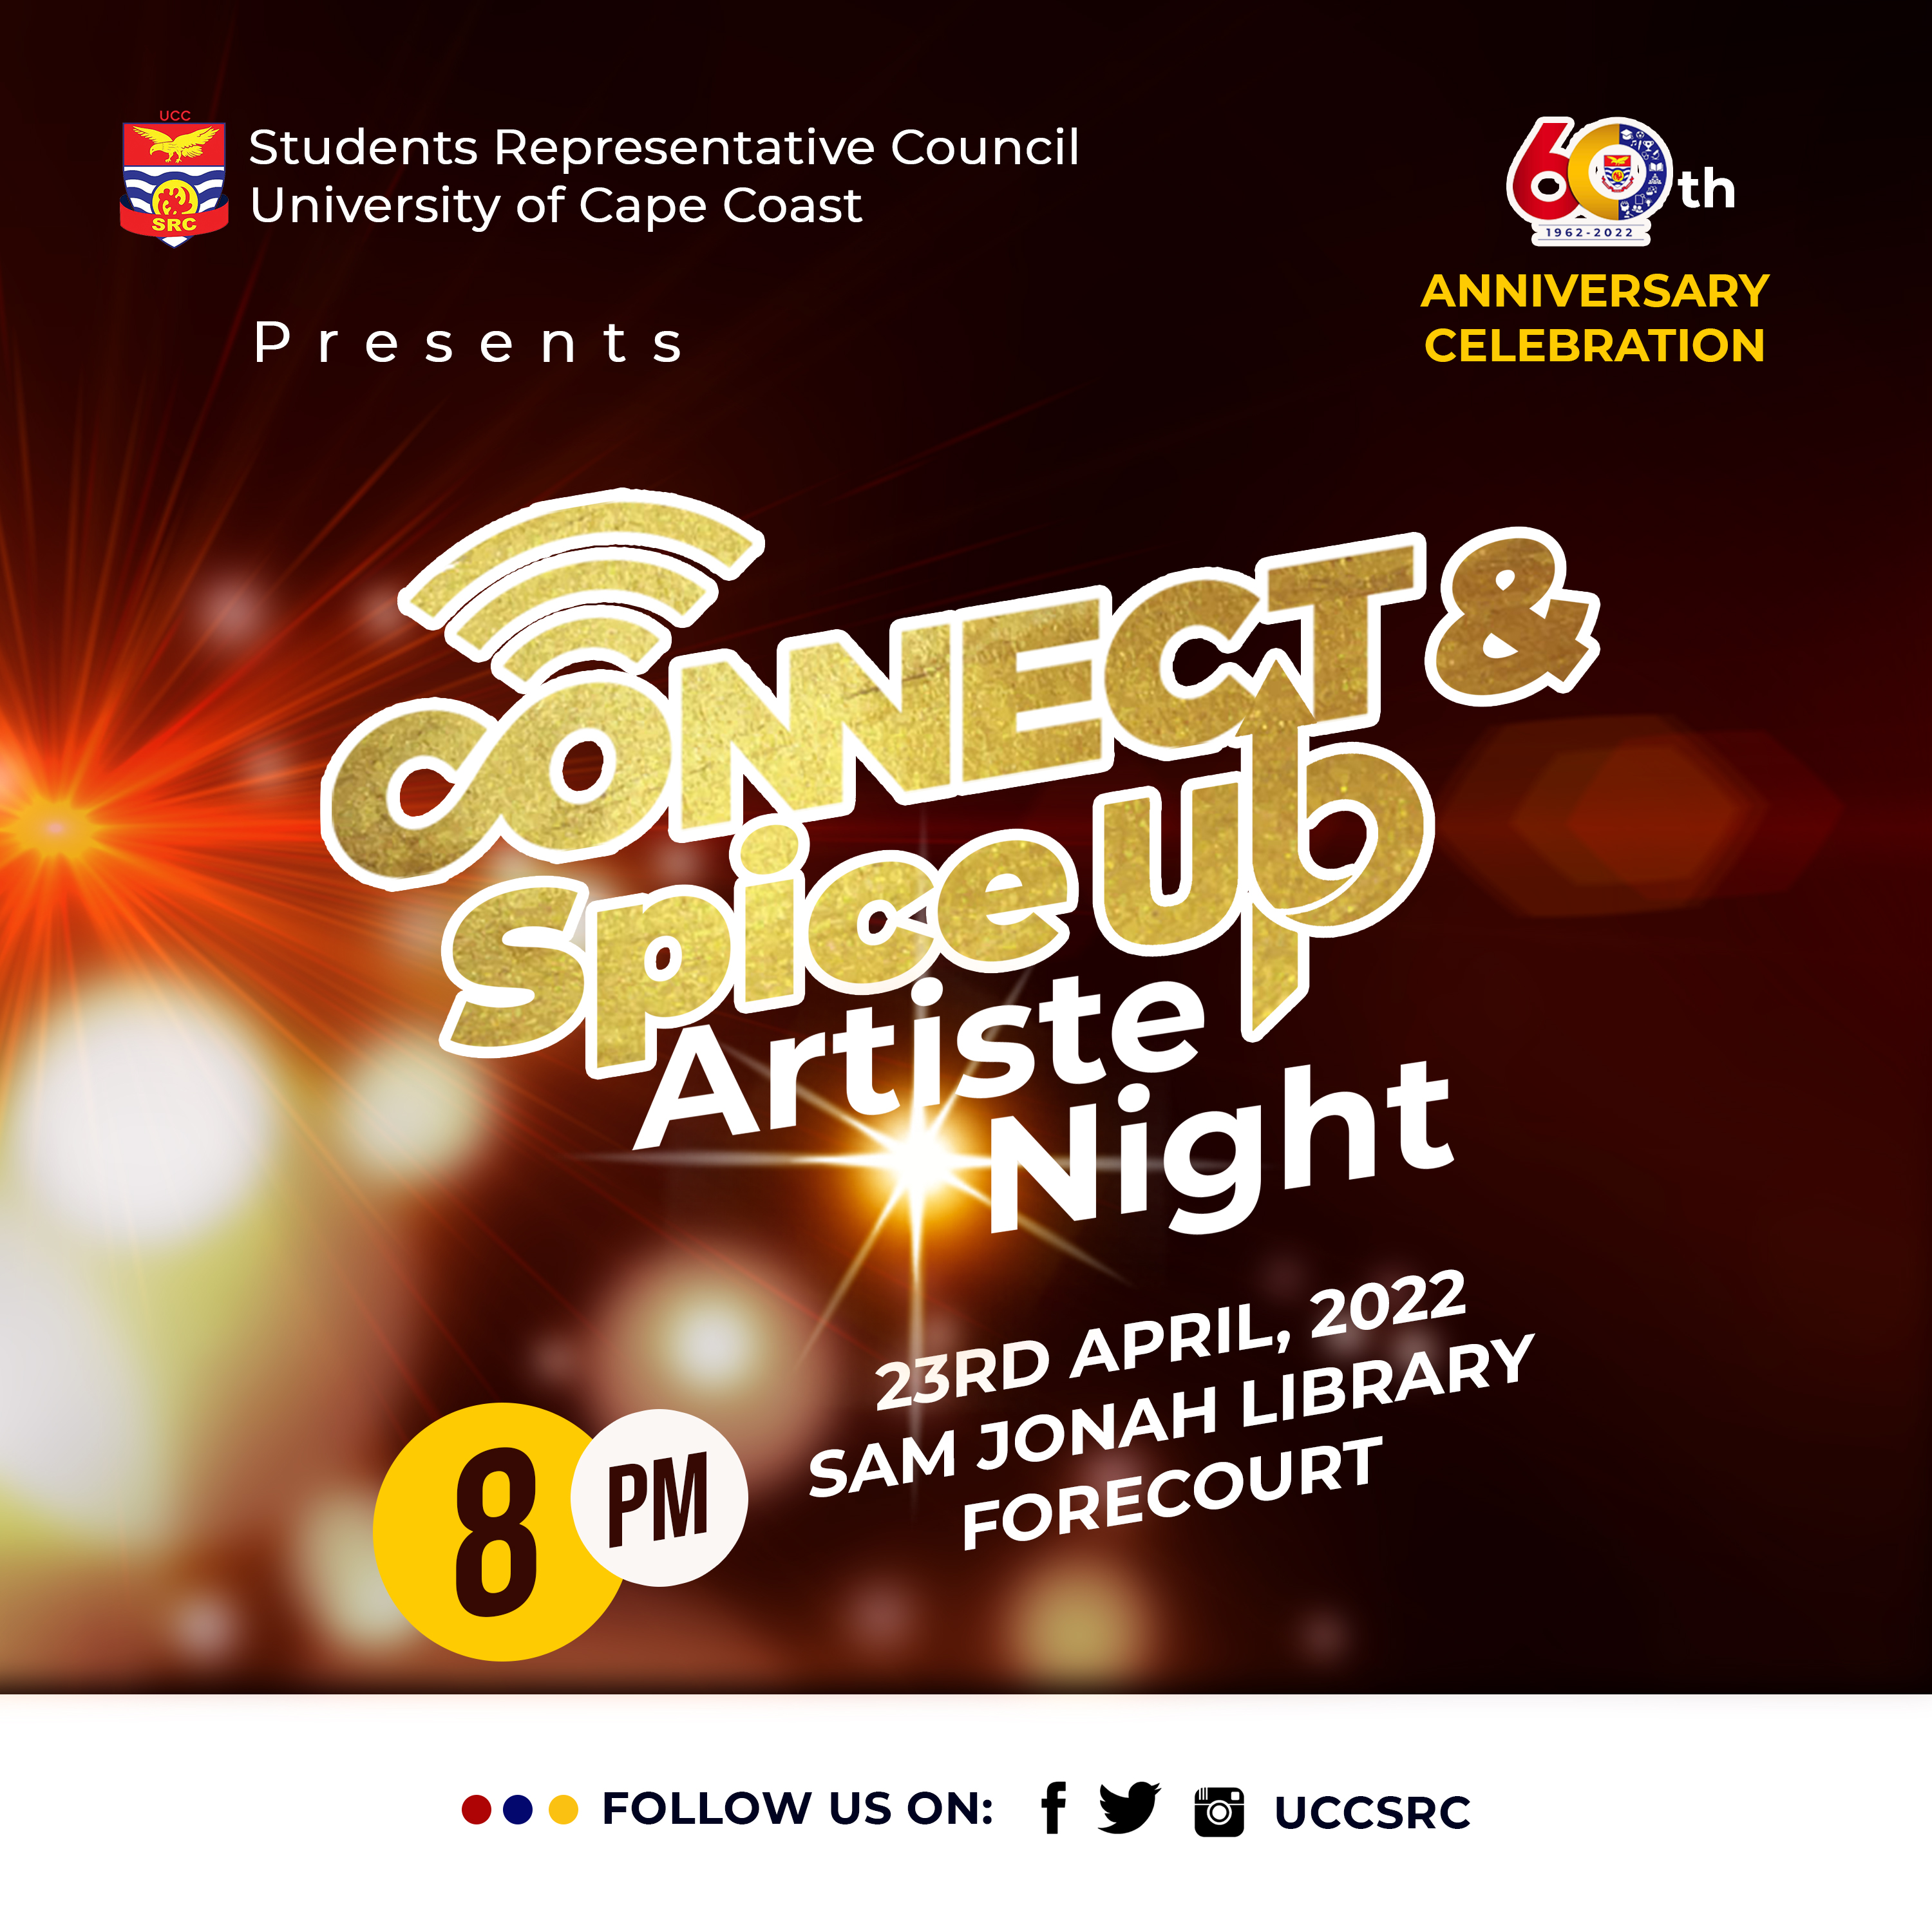 UCC
SRC
Students Representative Council
University of Cape Coast
Presents
60th
1962-2022
ANNIVERSARY
CELEBRATION
CONNECT &
Spice Up
Artiste
Night
23RD APRIL, 2022
SAM JONAH LIBRARY
FORECOURT
8 PM
FOLLOW US ON: UCCSRC